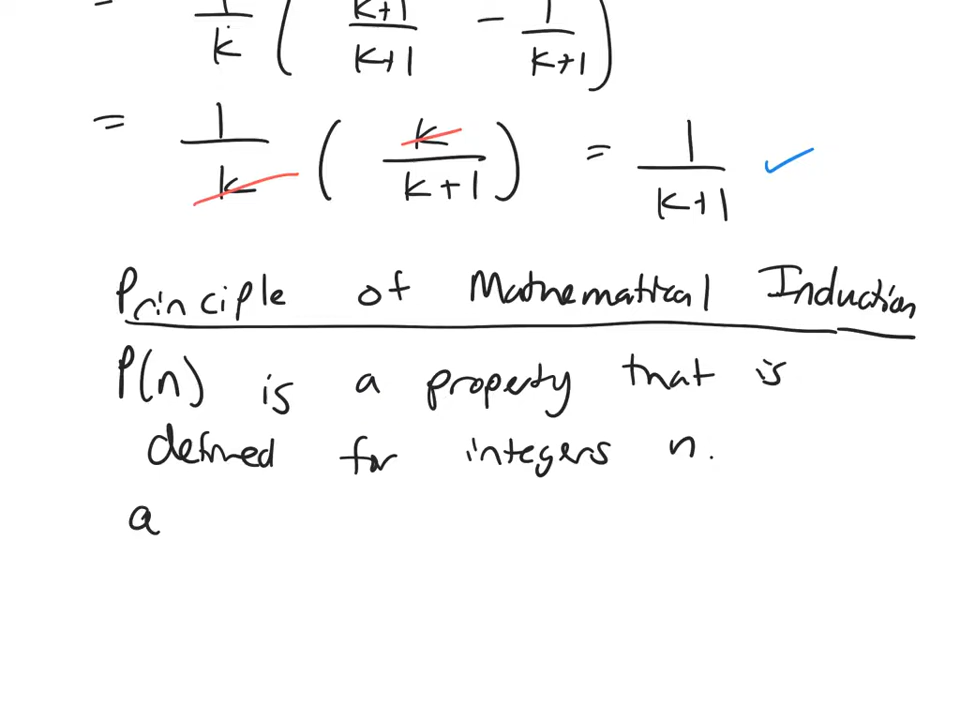 = 1/k ( k+1/k+1 - 1/k+1 )
= 1/k ( k/k+1 ) = 1/k+1 ✓
Principle of Mathematical Induction
P(n) is a property that is
defined for integers n.
a